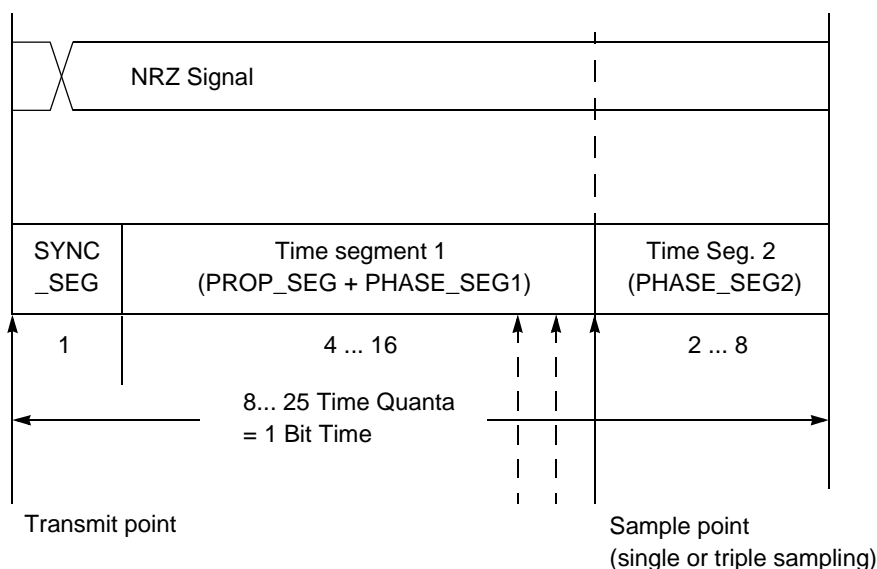 NRZ Signal
SYNC
_SEG
Time segment 1
(PROP_SEG + PHASE_SEG1)
Time Seg. 2
(PHASE_SEG2)
1
4 ... 16
2 ... 8
8... 25 Time Quanta
= 1 Bit Time
Transmit point
Sample point
(single or triple sampling)